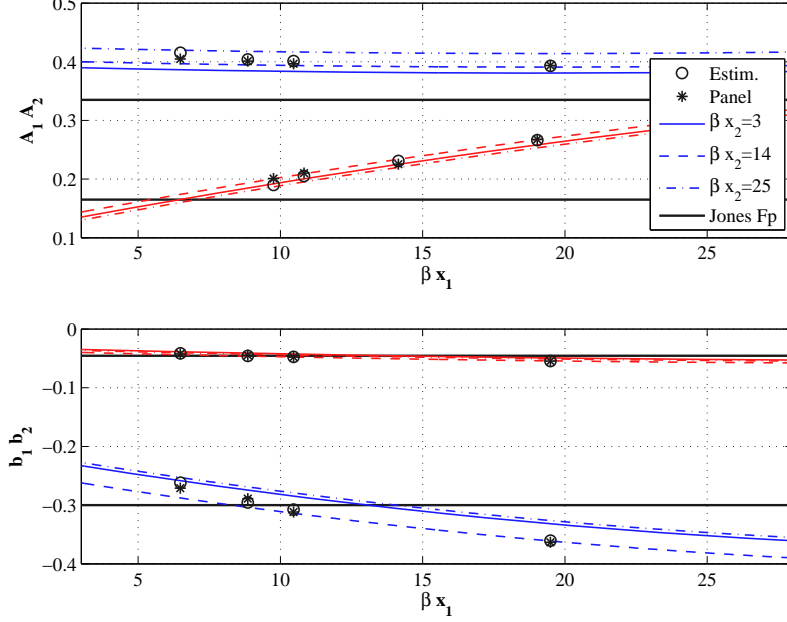 0.5
0.4
0.3
0.2
0.1
A₁ A₂
5
10
15
20
25
β x₁
Estim.
Panel
β x₂=3
β x₂=14
β x₂=25
Jones Fp
0
−0.1
−0.2
−0.3
−0.4
b₁ b₂
5
10
15
20
25
β x₁